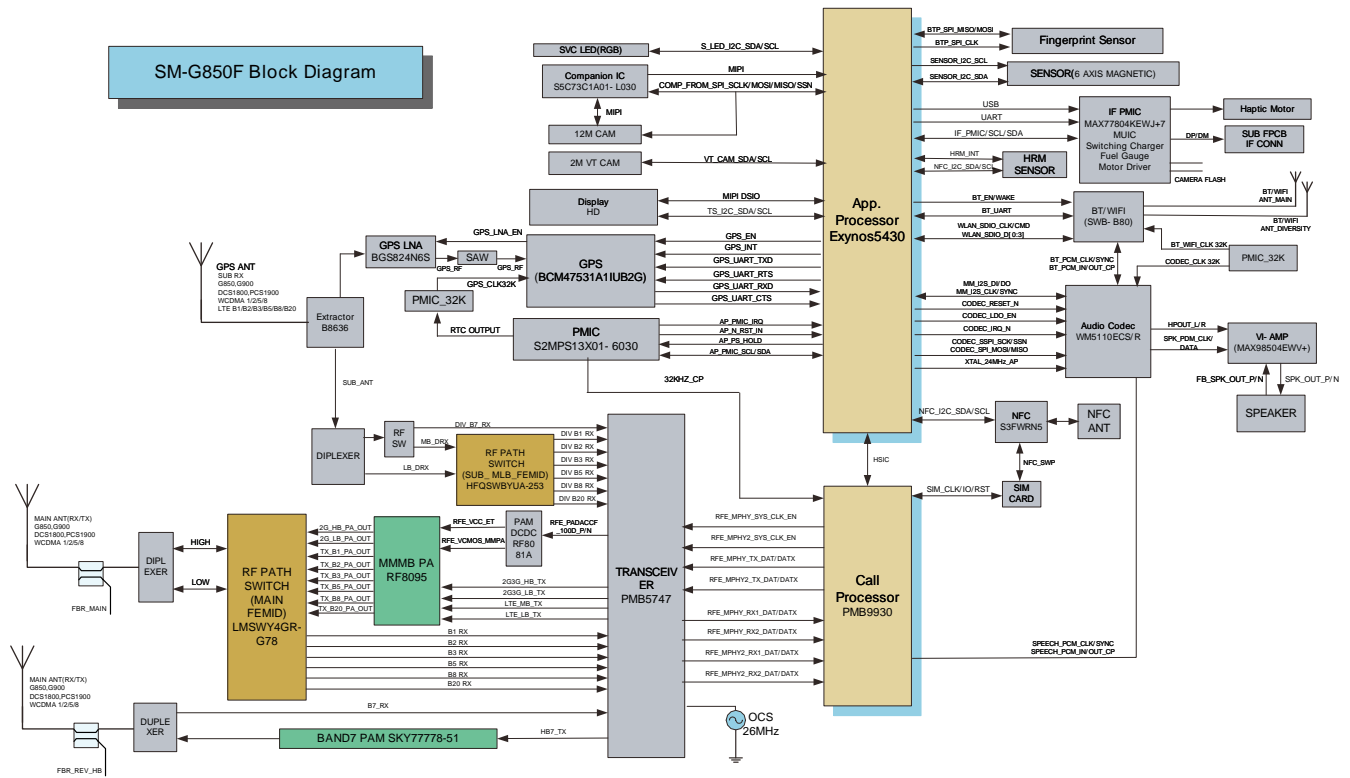 SM-G850F Block Diagram
SVC LED(RGB)
S_LED_I2C_SDA/SCL
Companion IC
S5C73C1A01- L030
MIPI
COMP_FROM_SPI_SCLK/MOSI/MISO/SSN
MIPI
12M CAM
2M VT CAM
VT_CAM_SDA/SCL
Display
HD
MIPI DSIO
TS_I2C_SDA/SCL
GPS LNA
BGS824N6S
GPS_LNA_EN
SAW
GPS_RF
GPS_RF
GPS_CLK32K
GPS
(BCM47531A1IUB2G)
GPS_EN
GPS_INT
GPS_UART_TXD
GPS_UART_RTS
GPS_UART_RXD
GPS_UART_CTS
PMIC_32K
RTC OUTPUT
PMIC
S2MPS13X01- 6030
AP_PMIC_IRQ
AP_N_RST_IN
AP_PS_HOLD
AP_PMIC_SCL/SDA
32KHZ_CP
GPS ANT
SUB RX
G850,G900
DCS1800,PCS1900
WCDMA 1/2/5/8
LTE B1/B2/B3/B5/B8/B20
Extractor
B8636
SUB_ANT
App.
Processor
Exynos5430
BTP_SPI_MISO/MOSI
BTP_SPI_CLK
Fingerprint Sensor
SENSOR_I2C_SCL
SENSOR_I2C_SDA
SENSOR(6 AXIS MAGNETIC)
USB
UART
IF_PMIC/SCL/SDA
IF PMIC
MAX77804KEWJ+7
MUIC
Switching Charger
Fuel Gauge
Motor Driver
Haptic Motor
DP/DM
SUB FPCB
IF CONN
CAMERA FLASH
HRM_INT
NFC_I2C_SDA/SCL
HRM
SENSOR
BT_EN/WAKE
BT_UART
WLAN_SDIO_CLK/CMD
WLAN_SDIO_D[0:3]
BT/WIFI
(SWB- B80)
BT/WIFI
ANT_MAIN
BT/WIFI
ANT_DIVERSITY
BT_WIFI_CLK 32K
CODEC_CLK 32K
PMIC_32K
BT_PCM_CLK/SYNC
BT_PCM_IN/OUT_CP
MM_I2S_DI/DO
MM_I2S_CLK/SYNC
CODEC_RESET_N
CODEC_LDO_EN
CODEC_IRQ_N
CODEC_SSPI_SCK/SSN
CODEC_SPI_MOSI/MISO
XTAL_24MHz_AP
Audio Codec
WM5110ECS/R
HPOUT_L/R
SPK_PDM_CLK/
DATA
VI- AMP
(MAX98504EWV+)
FB_SPK_OUT_P/N
SPK_OUT_P/N
SPEAKER
NFC_I2C_SDA/SCL
NFC
S3FWRN5
NFC
ANT
NFC_SWP
SIM_CLK/IO/RST
SIM
CARD
HSIC
DIPLEXER
RF
SW
DIV_B7_RX
MB_DRX
LB_DRX
RF PATH
SWITCH
(SUB_ MLB_FEMID)
HFQSWBYUA-253
DIV B1 RX
DIV B2 RX
DIV B3 RX
DIV B5 RX
DIV B8 RX
DIV B20 RX
MAIN ANT(RX/TX)
G850,G900
DCS1800,PCS1900
WCDMA 1/2/5/8
FBR_MAIN
DIPL
EXER
HIGH
LOW
RF PATH
SWITCH
(MAIN
FEMID)
LMSWY4GR-
G78
2G_HB_PA_OUT
2G_LB_PA_OUT
TX_B1_PA_OUT
TX_B2_PA_OUT
TX_B3_PA_OUT
TX_B5_PA_OUT
TX_B8_PA_OUT
TX_B20_PA_OUT
MMMB PA
RF8095
RFE_VCC_ET
RFE_VCMOS_MMPA
PAM
DCDC
RF80
81A
RFE_PADACCF
_100D_P/N
2G3G_HB_TX
2G3G_LB_TX
LTE_MB_TX
LTE_LB_TX
B1 RX
B2 RX
B3 RX
B5 RX
B8 RX
B20 RX
TRANSCEIV
ER
PMB5747
RFE_MPHY_SYS_CLK_EN
RFE_MPHY2_SYS_CLK_EN
RFE_MPHY_TX_DAT/DATX
RFE_MPHY2_TX_DAT/DATX
RFE_MPHY_RX1_DAT/DATX
RFE_MPHY_RX2_DAT/DATX
RFE_MPHY2_RX1_DAT/DATX
RFE_MPHY2_RX2_DAT/DATX
Call
Processor
PMB9930
SPEECH_PCM_CLK/SYNC
SPEECH_PCM_IN/OUT_CP
MAIN ANT(RX/TX)
G850,G900
DCS1800,PCS1900
WCDMA 1/2/5/8
FBR_REV_HB
DUPLE
XER
B7_RX
BAND7 PAM SKY77778-51
HB7_TX
OCS
26MHz